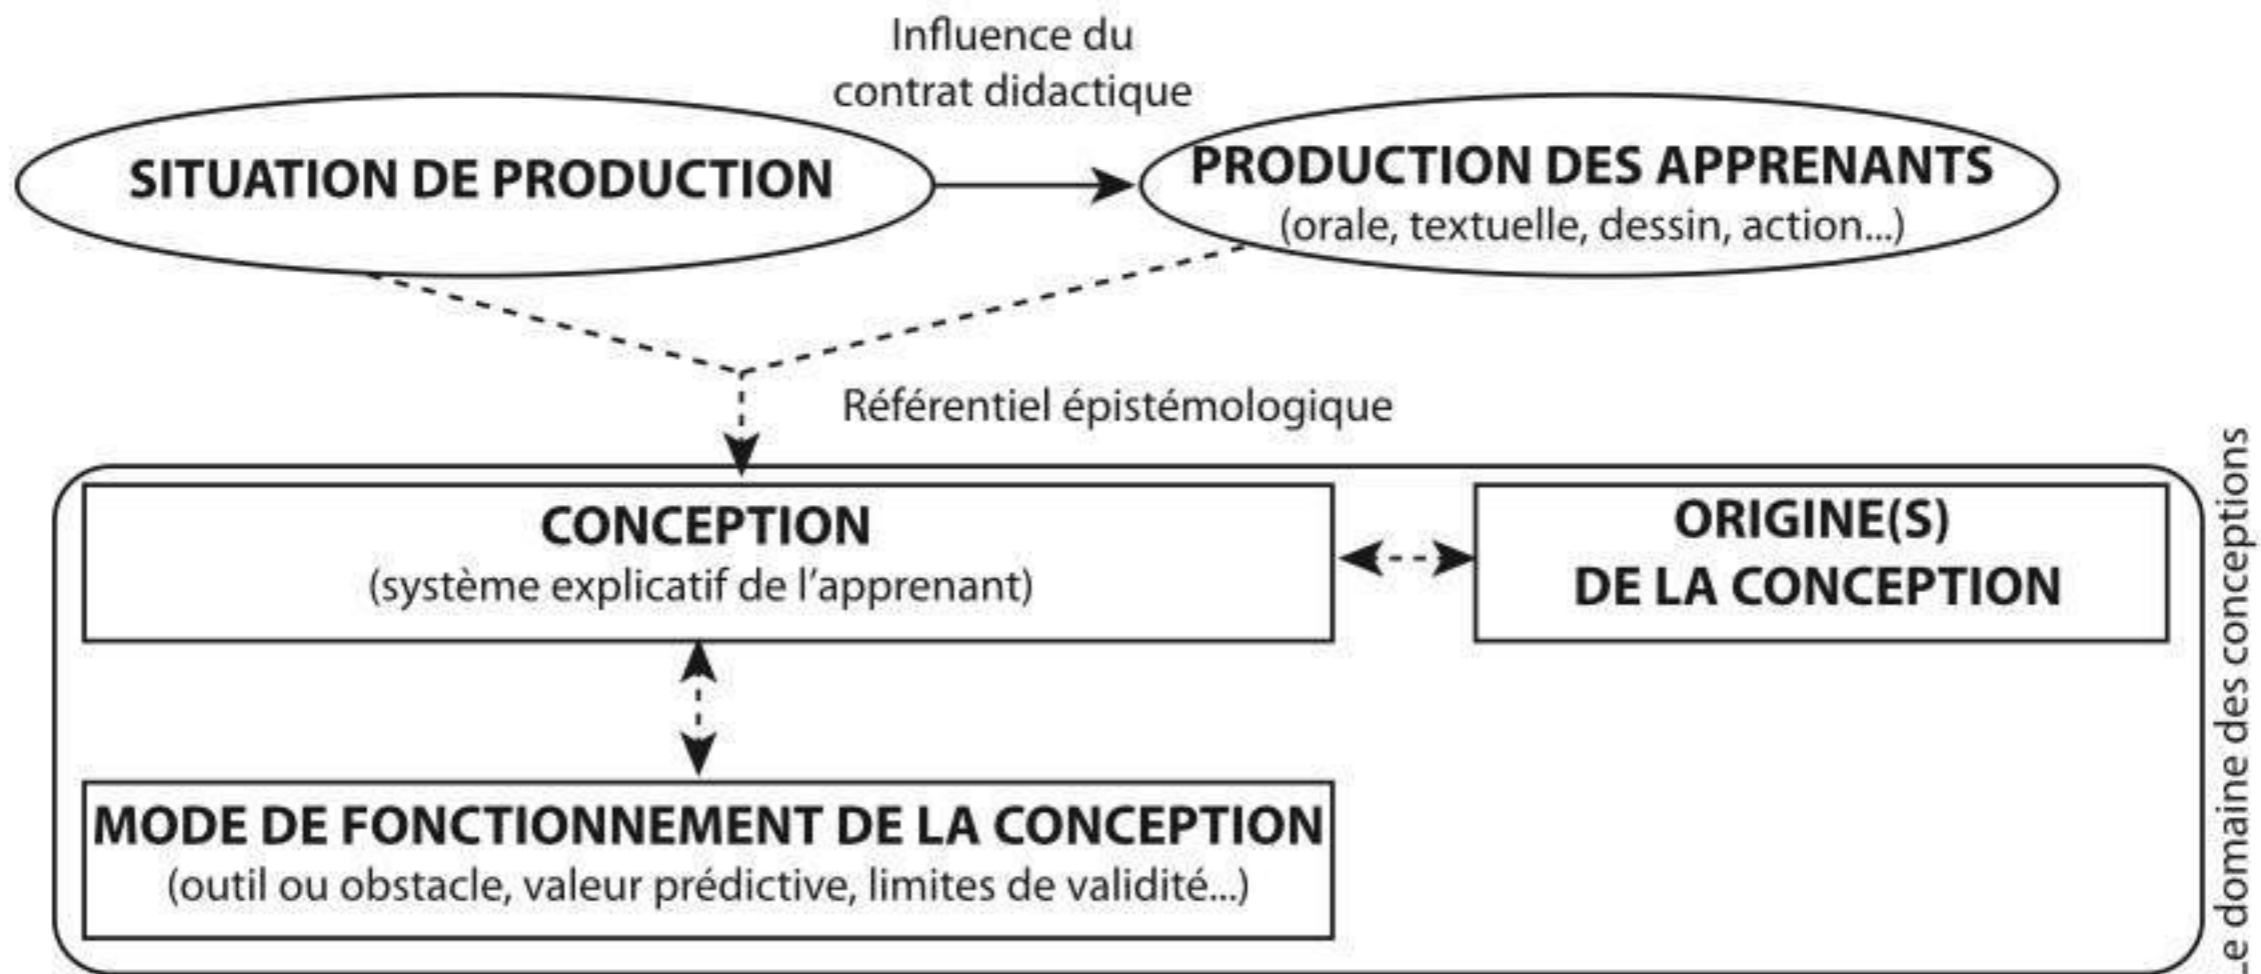 Influence du
contrat didactique
SITUATION DE PRODUCTION
PRODUCTION DES APPRENANTS
(orale, textuelle, dessin, action...)
Référentiel épistémologique
CONCEPTION
(système explicatif de l'apprenant)
ORIGINE(S)
DE LA CONCEPTION
MODE DE FONCTIONNEMENT DE LA CONCEPTION
(outil ou obstacle, valeur prédictive, limites de validité...)
Le domaine des conceptions